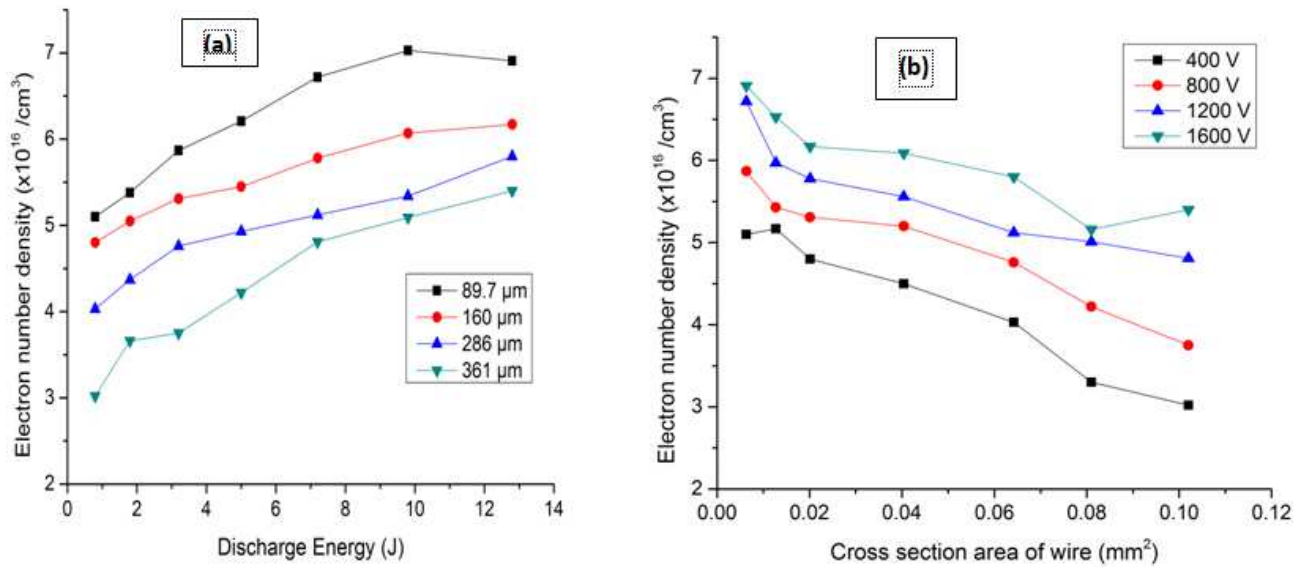 (a)
Electron number density (x10¹⁶ /cm³)
7
6
5
4
3
2
89.7 µm
160 µm
286 µm
361 µm
0 2 4 6 8 10 12 14
Discharge Energy (J)
(b)
400 V
800 V
1200 V
1600 V
Electron number density (x10¹⁶ /cm³)
7
6
5
4
3
2
0.00 0.02 0.04 0.06 0.08 0.10 0.12
Cross section area of wire (mm²)